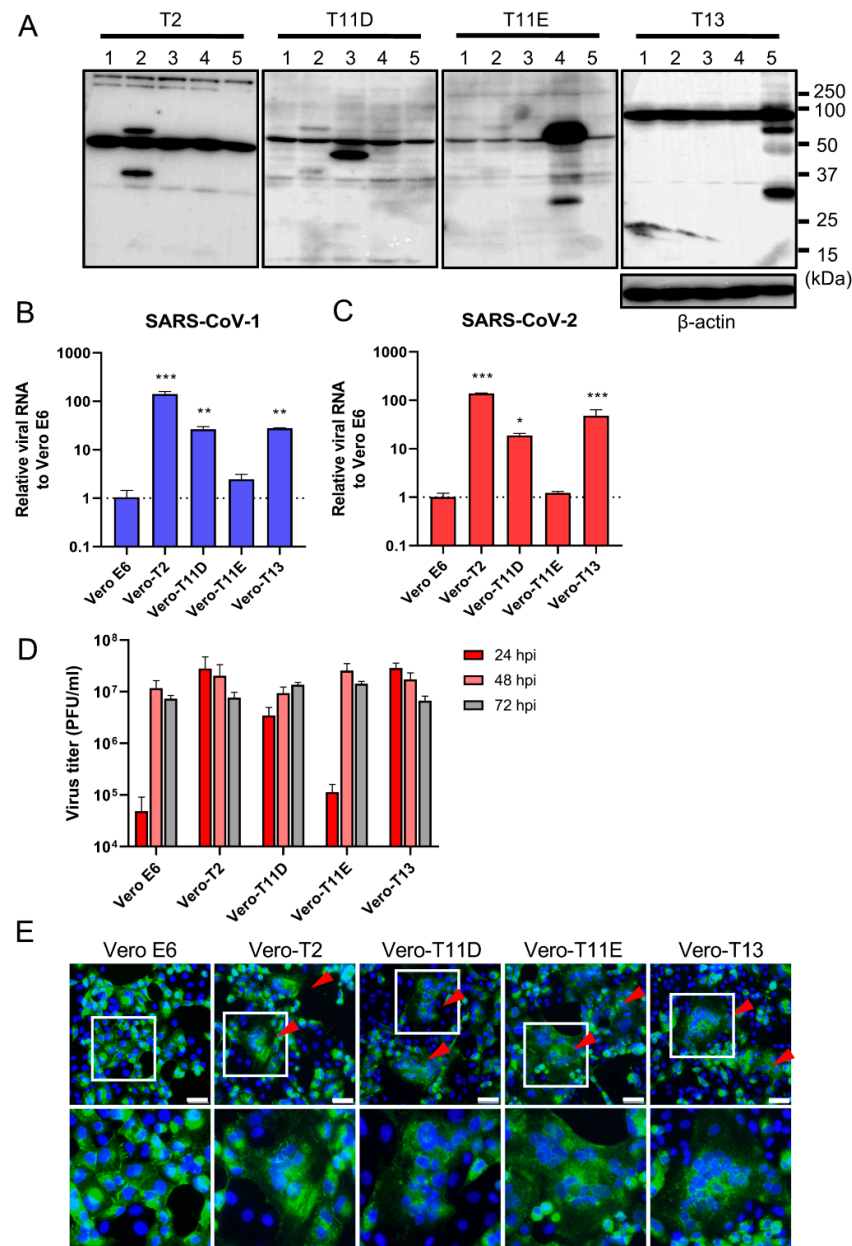 A
T2 T11D T11E T13
1 2 3 4 5 1 2 3 4 5 1 2 3 4 5 1 2 3 4 5
250
100
50
37
25
15
(kDa)
β-actin
B
SARS-CoV-1
Relative viral RNA
to Vero E6
1000
100
10
1
0.1
***
**
**
Vero E6
Vero-T2
Vero-T11D
Vero-T11E
Vero-T13
C
SARS-CoV-2
Relative viral RNA
to Vero E6
1000
100
10
1
0.1
***
*
***
Vero E6
Vero-T2
Vero-T11D
Vero-T11E
Vero-T13
D
Virus titer (PFU/ml)
10⁸
10⁷
10⁶
10⁵
10⁴
Vero E6
Vero-T2
Vero-T11D
Vero-T11E
Vero-T13
24 hpi
48 hpi
72 hpi
E
Vero E6 Vero-T2 Vero-T11D Vero-T11E Vero-T13